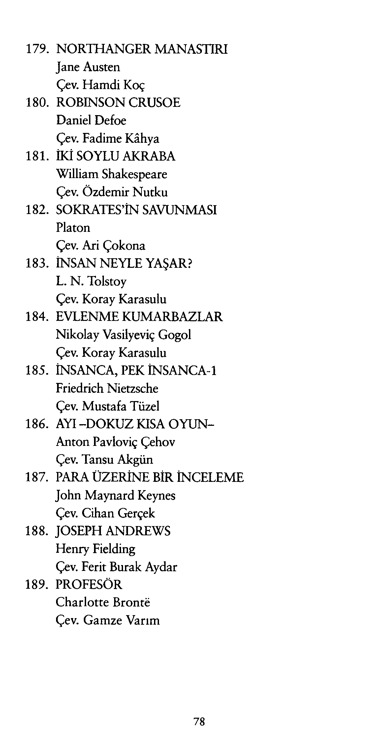 179. NORTHANGER MANASTIRI
Jane Austen
Çev. Hamdi Koç
180. ROBINSON CRUSOE
Daniel Defoe
Çev. Fadime Kâhya
181. İKİ SOYLU AKRABA
William Shakespeare
Çev. Özdemir Nutku
182. SOKRATES'İN SAVUNMASI
Platon
Çev. Ari Çokona
183. İNSAN NEYLE YAŞAR?
L. N. Tolstoy
Çev. Koray Karasulu
184. EVLENME KUMARBAZLAR
Nikolay Vasilyeviç Gogol
Çev. Koray Karasulu
185. İNSANCA, PEK İNSANCA-1
Friedrich Nietzsche
Çev. Mustafa Tüzel
186. AYI –DOKUZ KISA OYUN–
Anton Pavloviç Çehov
Çev. Tansu Akgün
187. PARA ÜZERİNE BİR İNCELEME
John Maynard Keynes
Çev. Cihan Gerçek
188. JOSEPH ANDREWS
Henry Fielding
Çev. Ferit Burak Aydar
189. PROFESÖR
Charlotte Brontë
Çev. Gamze Varım
78